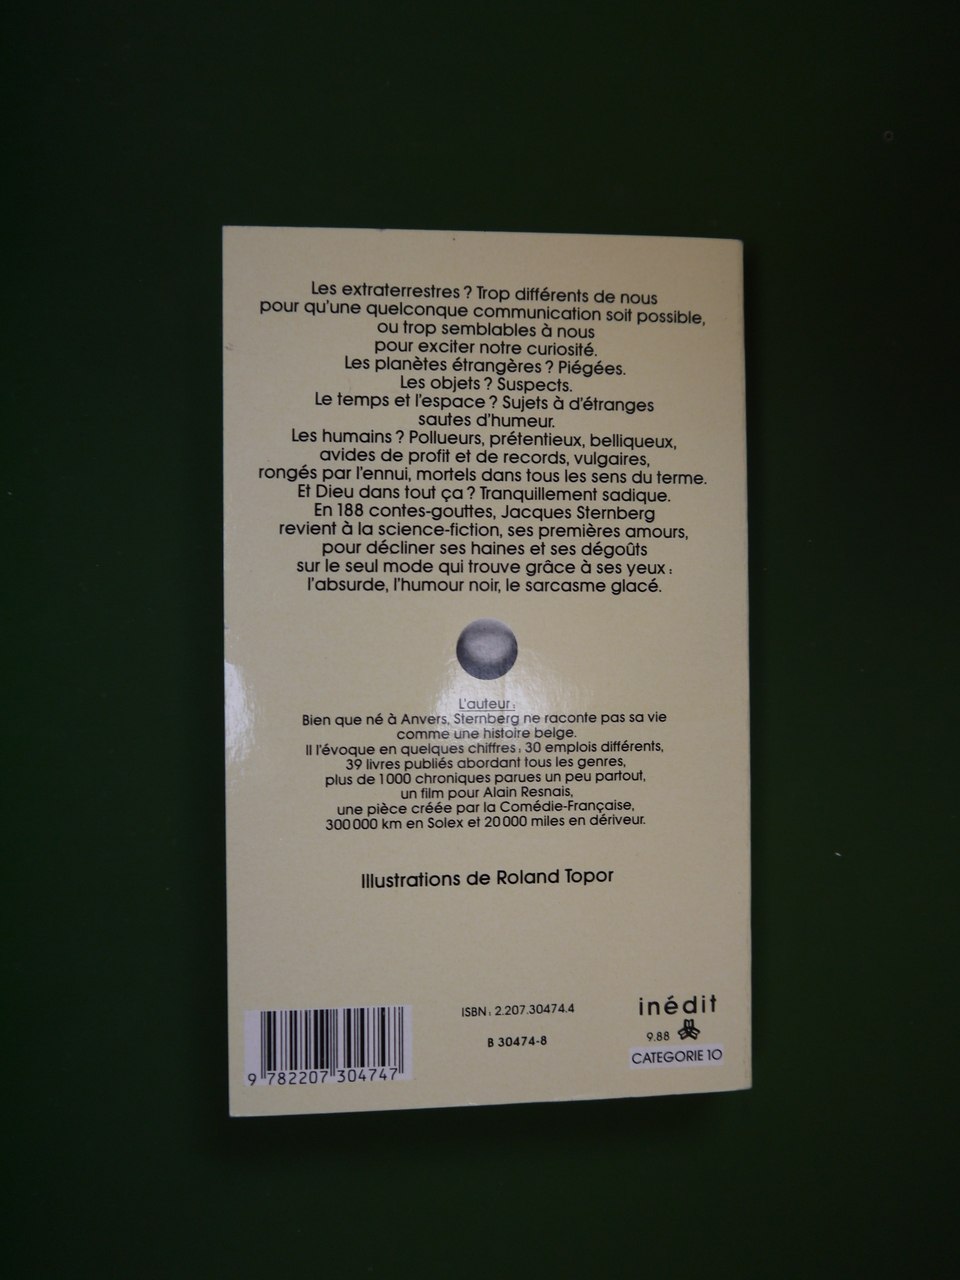 Les extraterrestres ? Trop différents de nous
pour qu'une quelconque communication soit possible,
ou trop semblables à nous
pour exciter notre curiosité.
Les planètes étrangères ? Piégées.
Les objets ? Suspects.
Le temps et l'espace ? Sujets à d'étranges
sautes d'humeur.
Les humains ? Pollueurs, prétentieux, belliqueux,
avides de profit et de records, vulgaires,
rongés par l'ennui, mortels dans tous les sens du terme.
Et Dieu dans tout ça ? Tranquillement sadique.
En 188 contes-gouttes, Jacques Sternberg
revient à la science-fiction, ses premières amours,
pour décliner ses haines et ses dégoûts
sur le seul mode qui trouve grâce à ses yeux :
l'absurde, l'humour noir, le sarcasme glacé.
L'auteur :
Bien que né à Anvers, Sternberg ne raconte pas sa vie
comme une histoire belge.
Il l'évoque en quelques chiffres : 30 emplois différents,
39 livres publiés abordant tous les genres,
plus de 1000 chroniques parues un peu partout,
un film pour Alain Resnais,
une pièce créée par la Comédie-Française,
300000 km en Solex et 20000 miles en dériveur.
Illustrations de Roland Topor
ISBN : 2.207.30474.4
B 30474-8
inédit
9.88
CATEGORIE 10
9 782207 304747